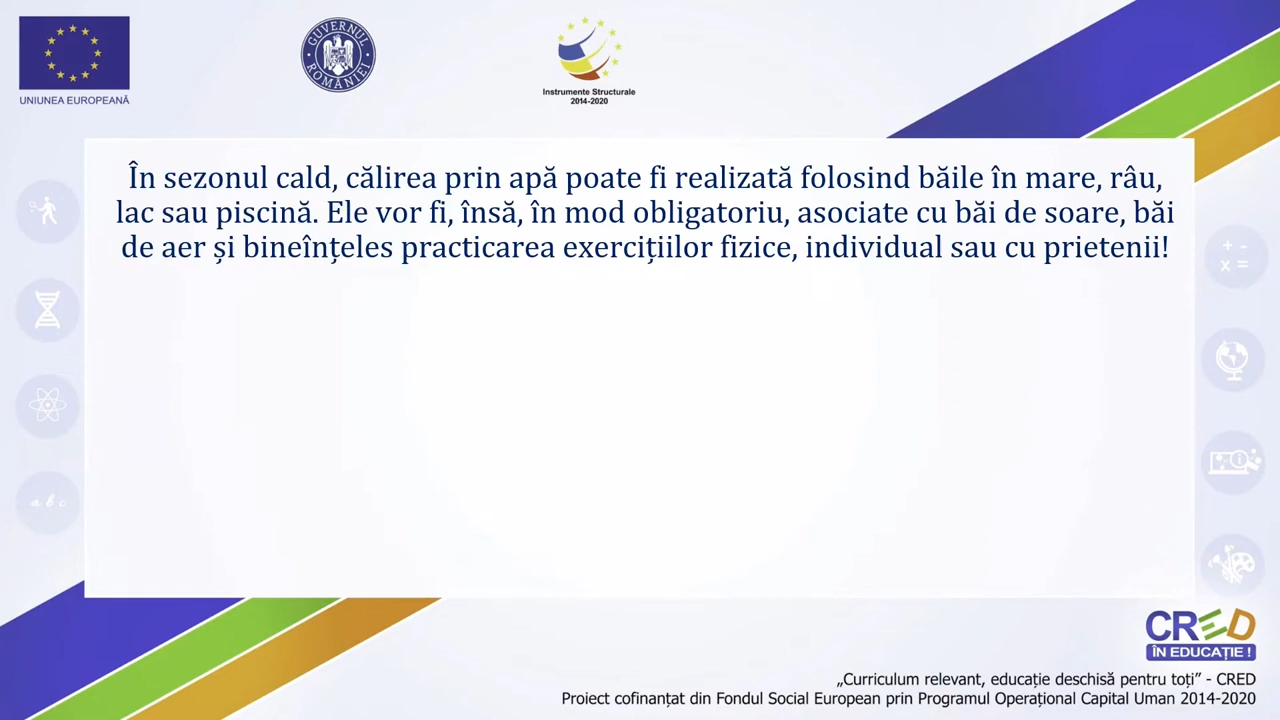 UNIUNEA EUROPEANĂ
GUVERNUL ROMÂNIEI
Instrumente Structurale
2014-2020
În sezonul cald, călirea prin apă poate fi realizată folosind băile în mare, râu,
lac sau piscină. Ele vor fi, însă, în mod obligatoriu, asociate cu băi de soare, băi
de aer și bineînțeles practicarea exercițiilor fizice, individual sau cu prietenii!
+ -
x =
a b c
CRED
ÎN EDUCAȚIE !
„Curriculum relevant, educație deschisă pentru toți” - CRED
Proiect cofinanțat din Fondul Social European prin Programul Operațional Capital Uman 2014-2020